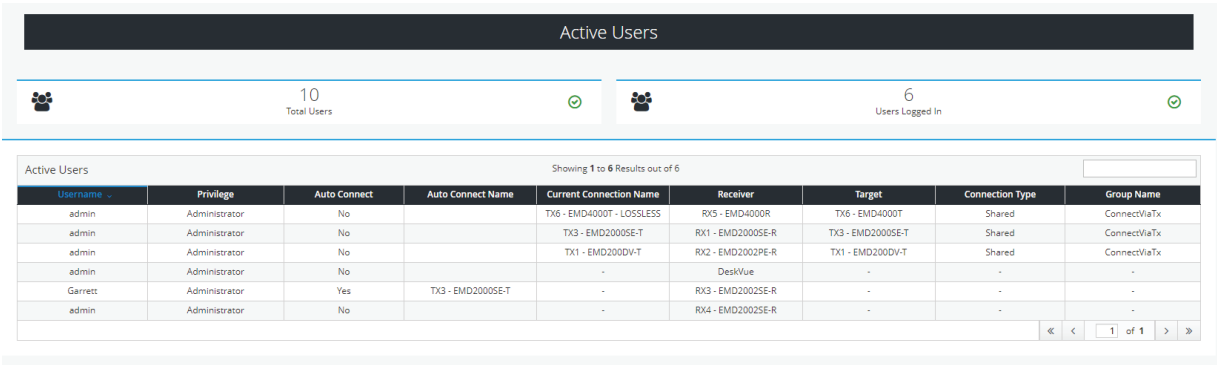 Active Users
10
Total Users
6
Users Logged In
Active Users Showing 1 to 6 Results out of 6
Username Privilege Auto Connect Auto Connect Name Current Connection Name Receiver Target Connection Type Group Name
admin Administrator No TX6 - EMD4000T - LOSSLESS RX5 - EMD4000R TX6 - EMD4000T Shared ConnectViaTx
admin Administrator No TX3 - EMD2000SE-T RX1 - EMD2000SE-R TX3 - EMD2000SE-T Shared ConnectViaTx
admin Administrator No TX1 - EMD200DV-T RX2 - EMD2002PE-R TX1 - EMD200DV-T Shared ConnectViaTx
admin Administrator No - DeskVue - - -
Garrett Administrator Yes TX3 - EMD2000SE-T - RX3 - EMD2002SE-R - - -
admin Administrator No - RX4 - EMD2002SE-R - - -
« < 1 of 1 > »